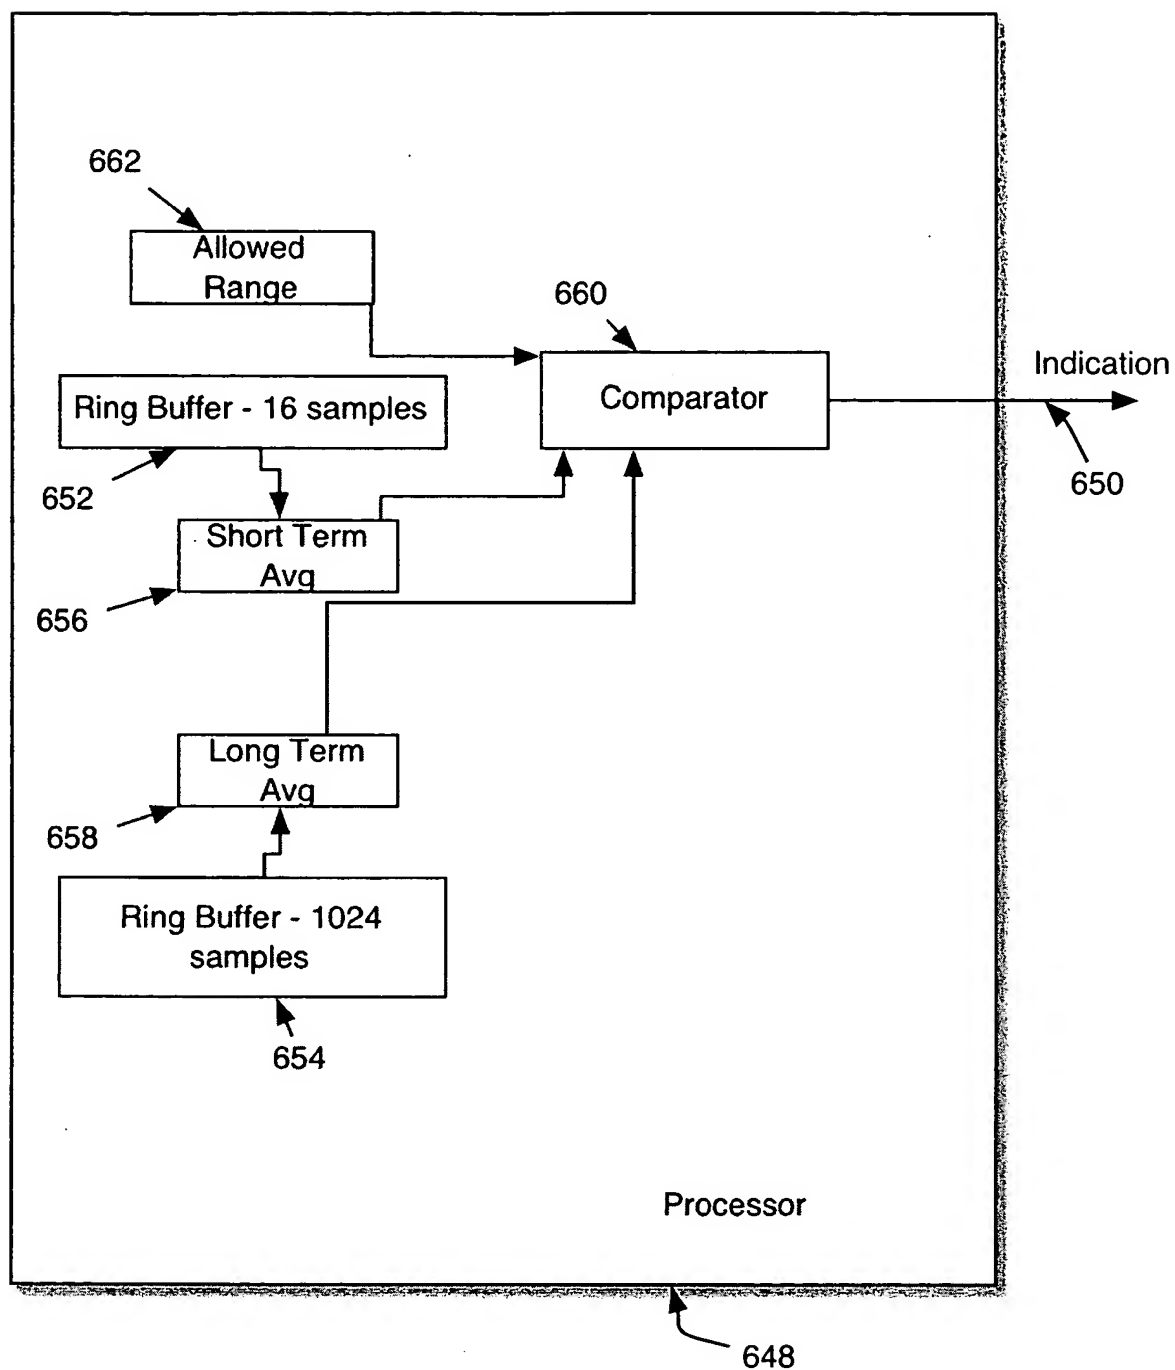 662
Allowed
Range
660
Comparator
Indication
650
Ring Buffer - 16 samples
652
Short Term
Avg
656
Long Term
Avg
658
Ring Buffer - 1024
samples
654
Processor
648